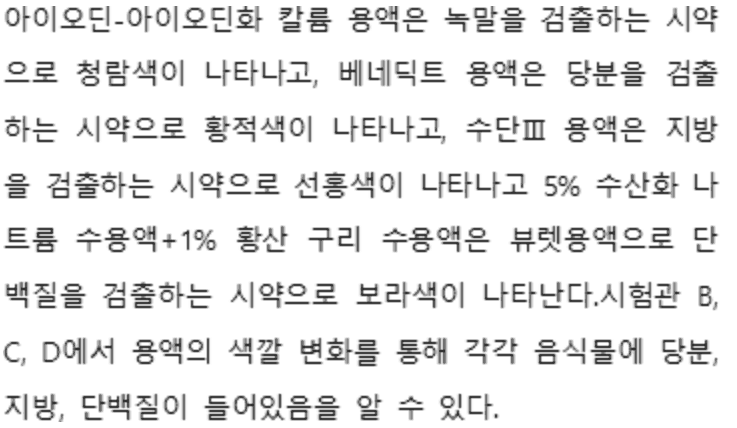 아이오딘-아이오딘화 칼륨 용액은 녹말을 검출하는 시약
으로 청람색이 나타나고, 베네딕트 용액은 당분을 검출
하는 시약으로 황적색이 나타나고, 수단Ⅲ 용액은 지방
을 검출하는 시약으로 선홍색이 나타나고 5% 수산화 나
트륨 수용액+1% 황산 구리 수용액은 뷰렛용액으로 단
백질을 검출하는 시약으로 보라색이 나타난다.시험관 B,
C, D에서 용액의 색깔 변화를 통해 각각 음식물에 당분,
지방, 단백질이 들어있음을 알 수 있다.